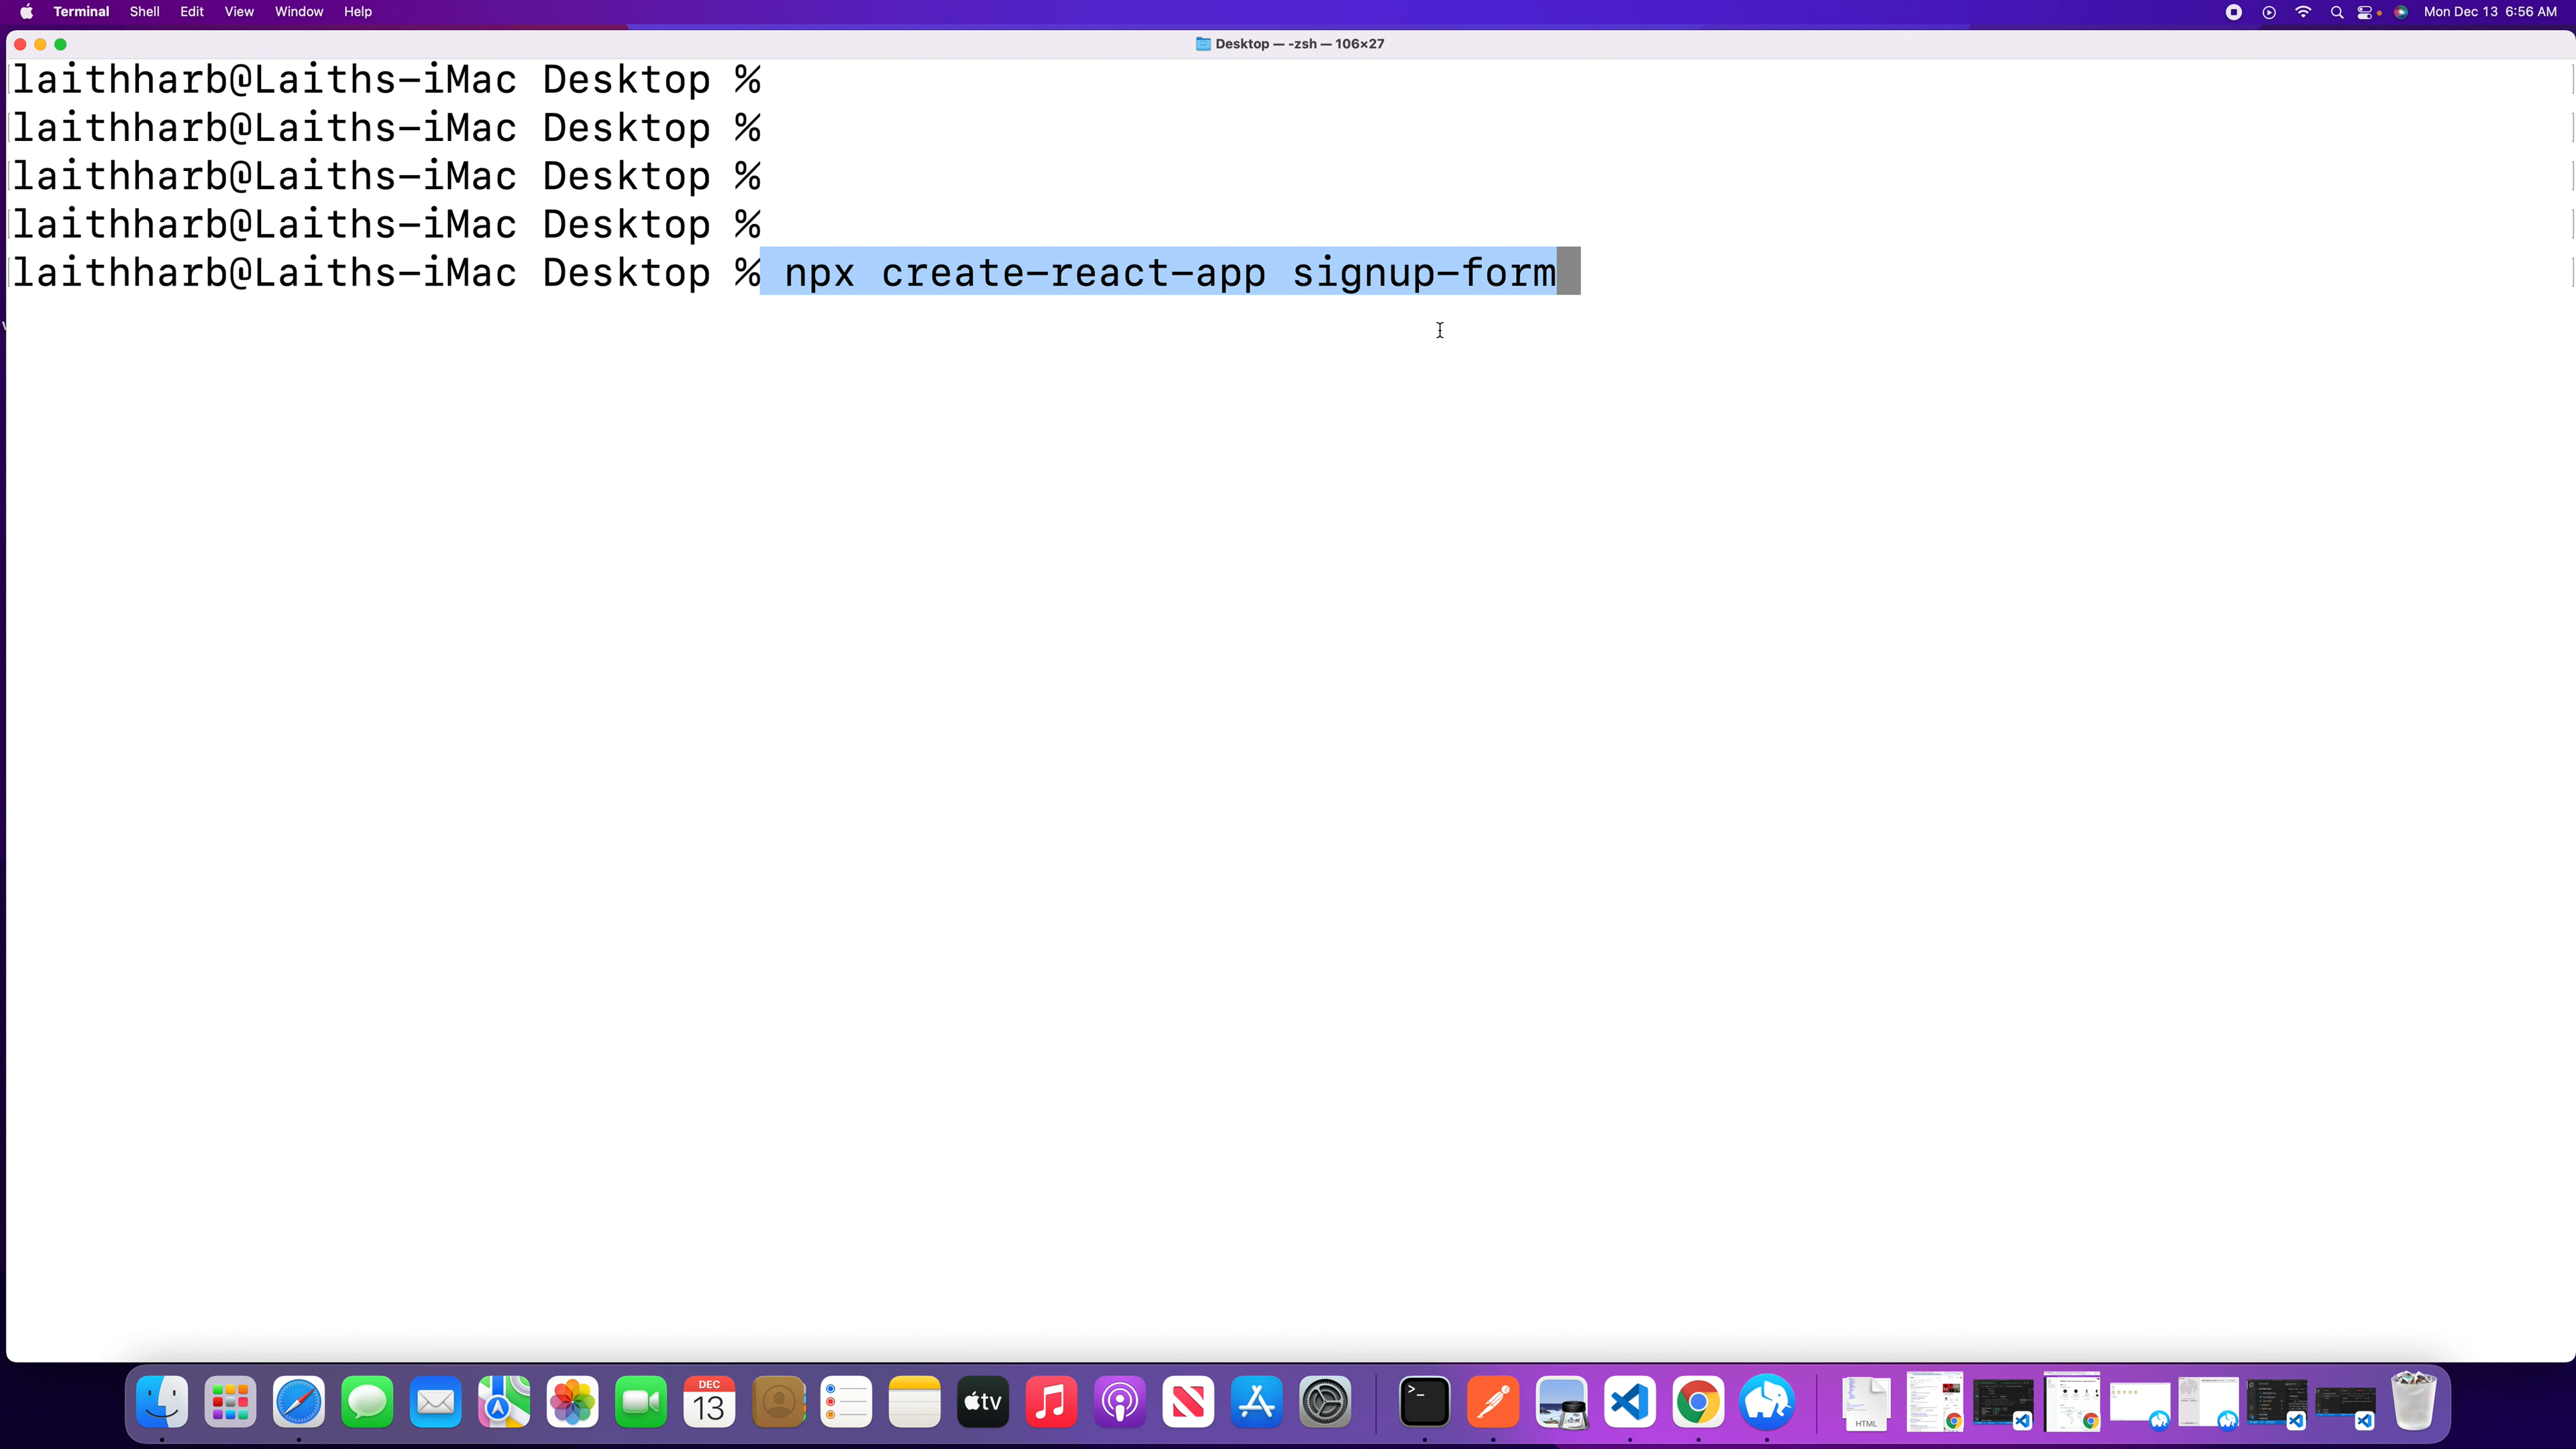 Terminal Shell Edit View Window Help
Mon Dec 13 6:56 AM
Desktop — -zsh — 106×27
laithharb@Laiths-iMac Desktop %
laithharb@Laiths-iMac Desktop %
laithharb@Laiths-iMac Desktop %
laithharb@Laiths-iMac Desktop %
laithharb@Laiths-iMac Desktop % npx create-react-app signup-form
DEC
13
tv
>_
HTML